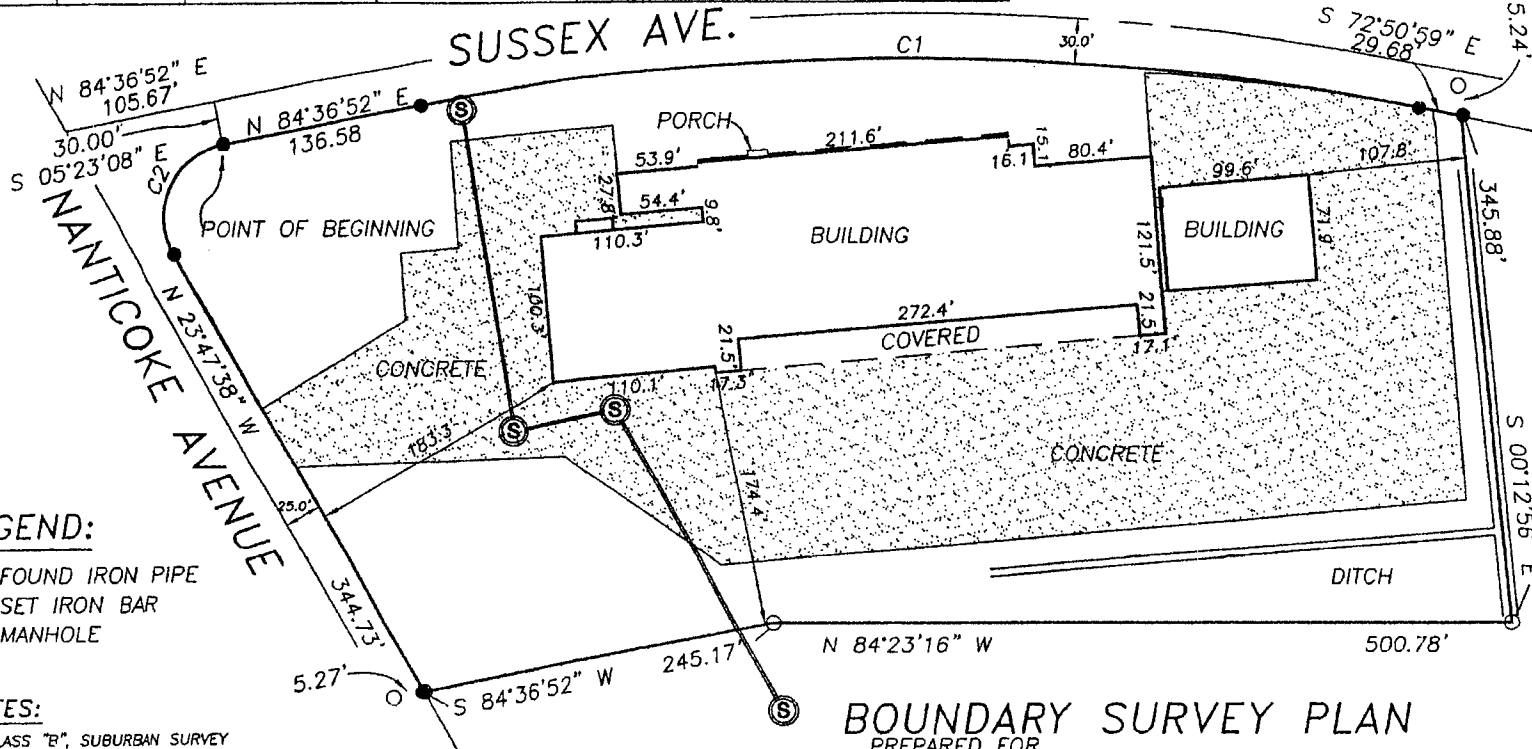 SUSSEX AVE.
C1
30.0'
S 72°50'59" E
29.68'
5.24'
N 84°36'52" E
105.67'
30.00'
S 05°23'08" E
N 84°36'52" E
136.58
C2
POINT OF BEGINNING
PORCH
211.6'
53.9'
16.1'
15.1'
80.4'
27.8'
54.4'
9.8'
110.3'
BUILDING
99.6'
107.8'
BUILDING
71.9'
121.5'
345.88'
NANTICOKE AVENUE
N 23°47'38" W
100.3'
272.4'
COVERED
21.5'
21.5'
17.1'
CONCRETE
110.1'
17.3'
183.3'
25.0'
174.4'
CONCRETE
S 00°12'56" E
S
S
S
S
GEND:
FOUND IRON PIPE
SET IRON BAR
MANHOLE
344.73'
DITCH
5.27'
S 84°36'52" W
245.17'
N 84°23'16" W
500.78'
TES:
ASS "B", SUBURBAN SURVEY
BOUNDARY SURVEY PLAN
PREPARED FOR